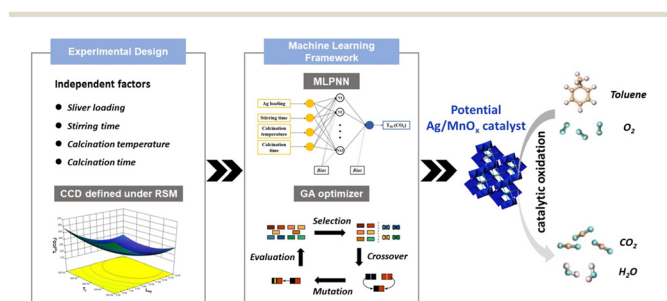 Experimental Design
Independent factors
Sliver loading
Stirring time
Calcination temperature
Calcination time
CCD defined under RSM
Machine Learning
Framework
MLPNN
Ag loading
Stirring time
Calcination
temperature
Calcination
time
Bias
Bias
GA optimizer
Selection
Evaluation
Crossover
Mutation
Potential
Ag/MnOₓ catalyst
catalytic oxidation
Toluene
O₂
CO₂
H₂O